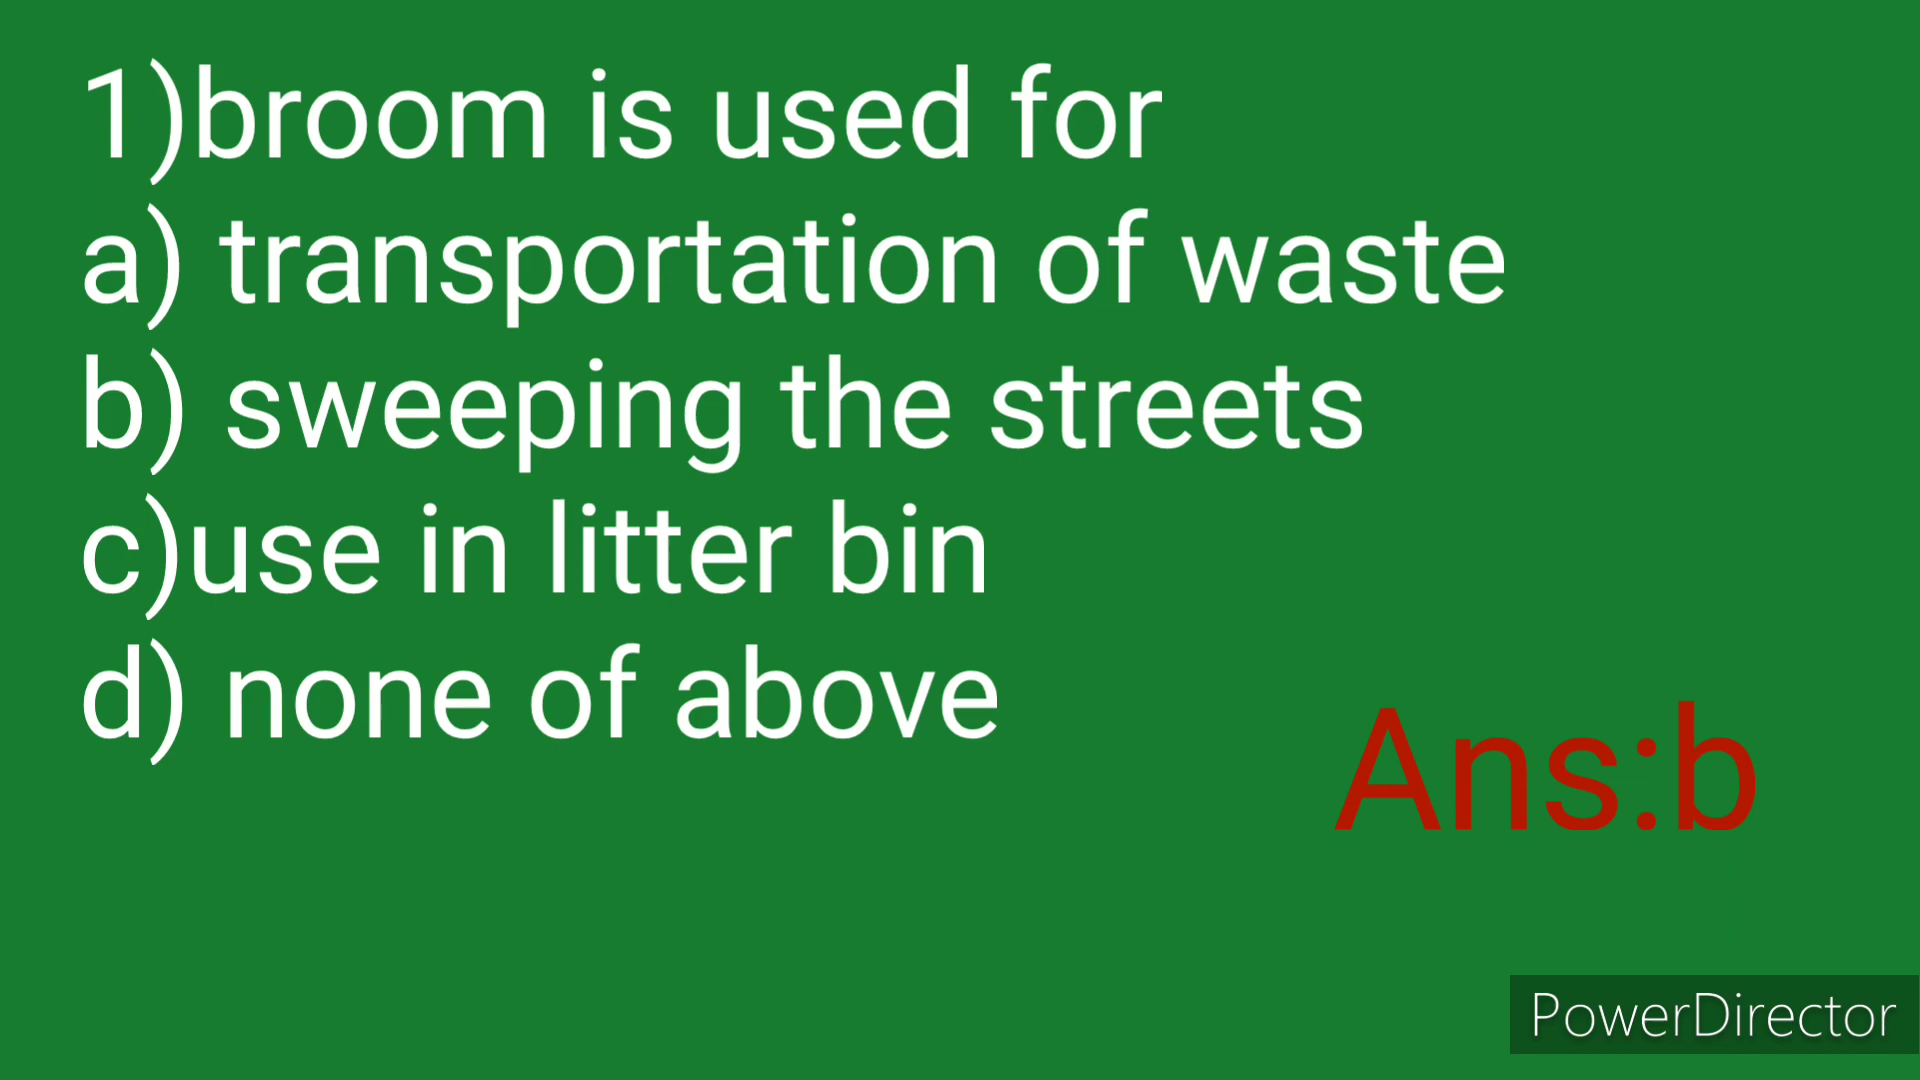 1)broom is used for
a) transportation of waste
b) sweeping the streets
c)use in litter bin
d) none of above
Ans:b
PowerDirector